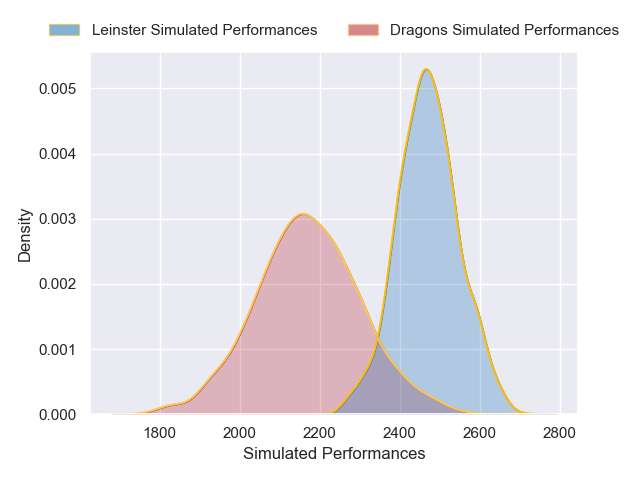 Leinster Simulated Performances Dragons Simulated Performances
0.005
0.004
0.003
0.002
0.001
0.000
Density
1800 2000 2200 2400 2600 2800
Simulated Performances